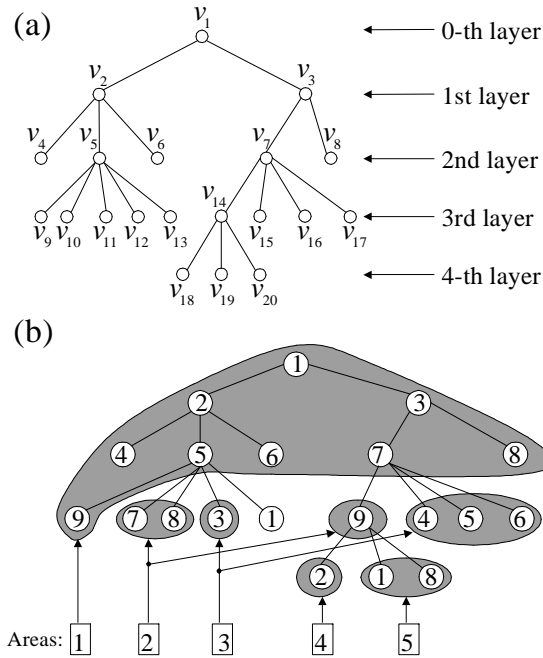 (a)
v1
0-th layer
v2 v3
1st layer
v4 v5 v6 v7 v8
2nd layer
v14
3rd layer
v9 v10 v11 v12 v13 v15 v16 v17
4-th layer
v18 v19 v20
(b)
1
2 3
4 5 6 7 8
9 7 8 3 1 9 4 5 6
2 1 8
Areas: 1 2 3 4 5